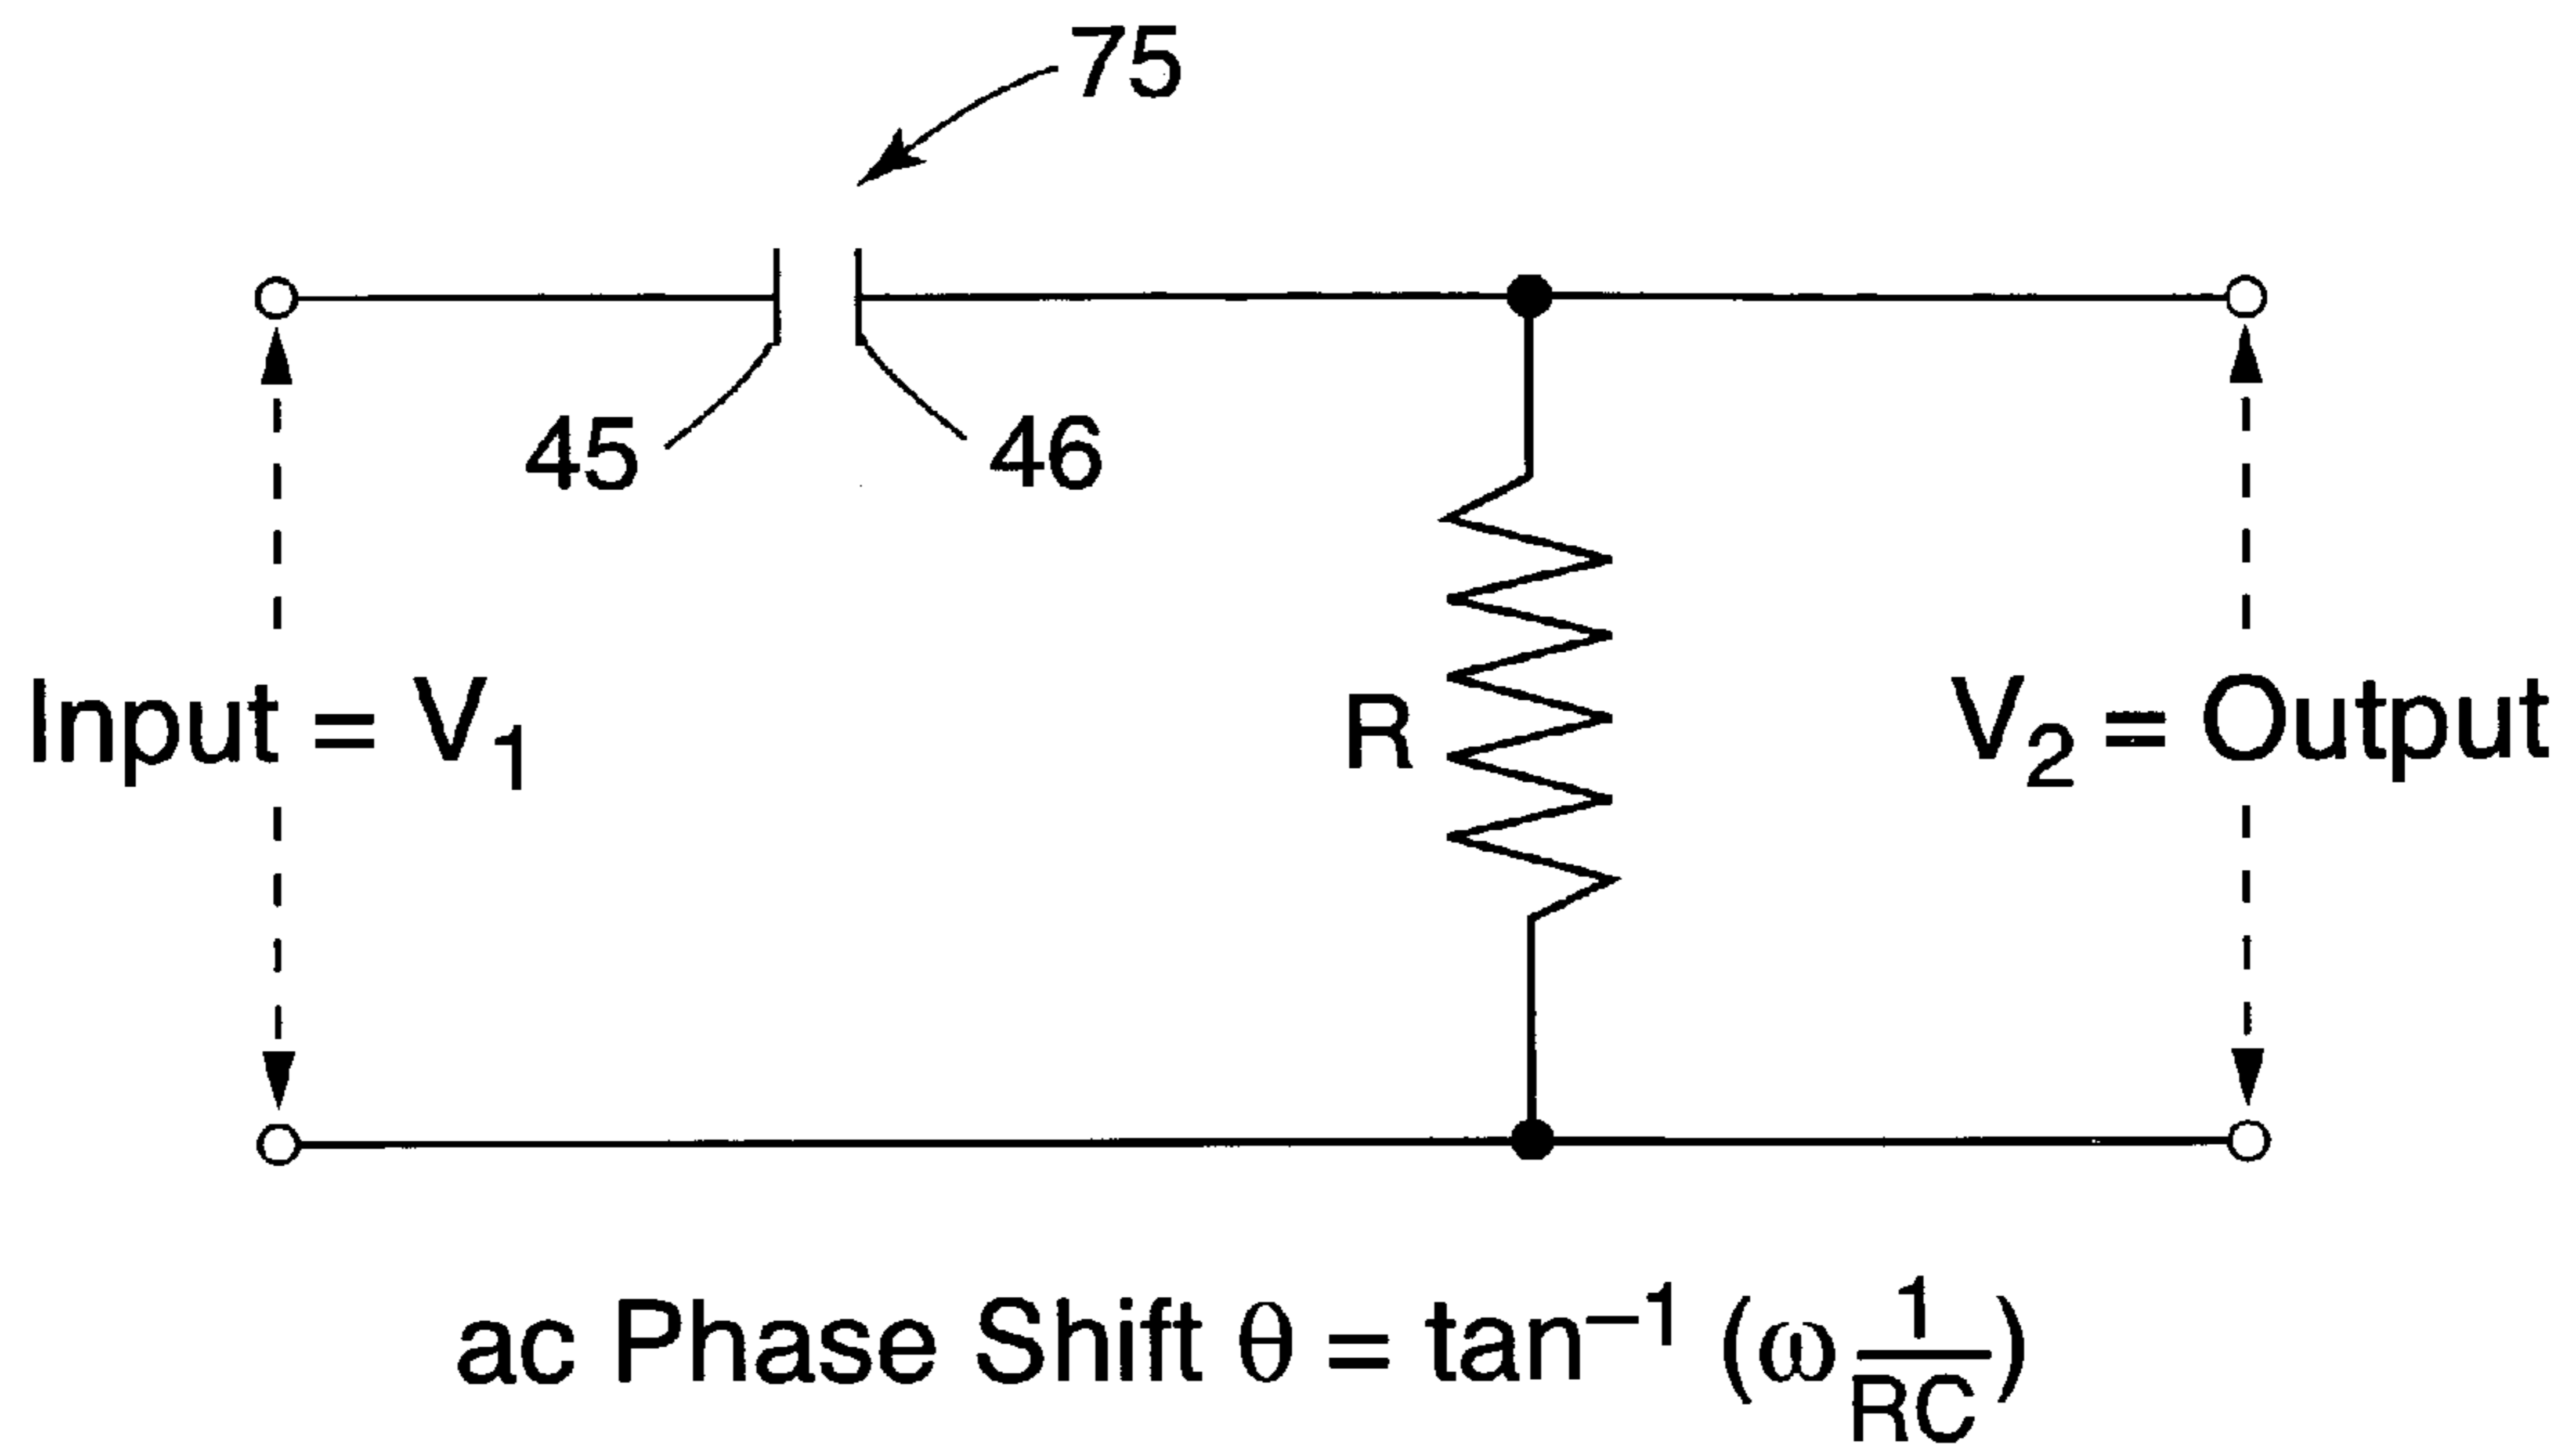 75
45
46
Input = V₁
R
V₂ = Output
ac Phase Shift θ = tan⁻¹ (ω 1/RC)